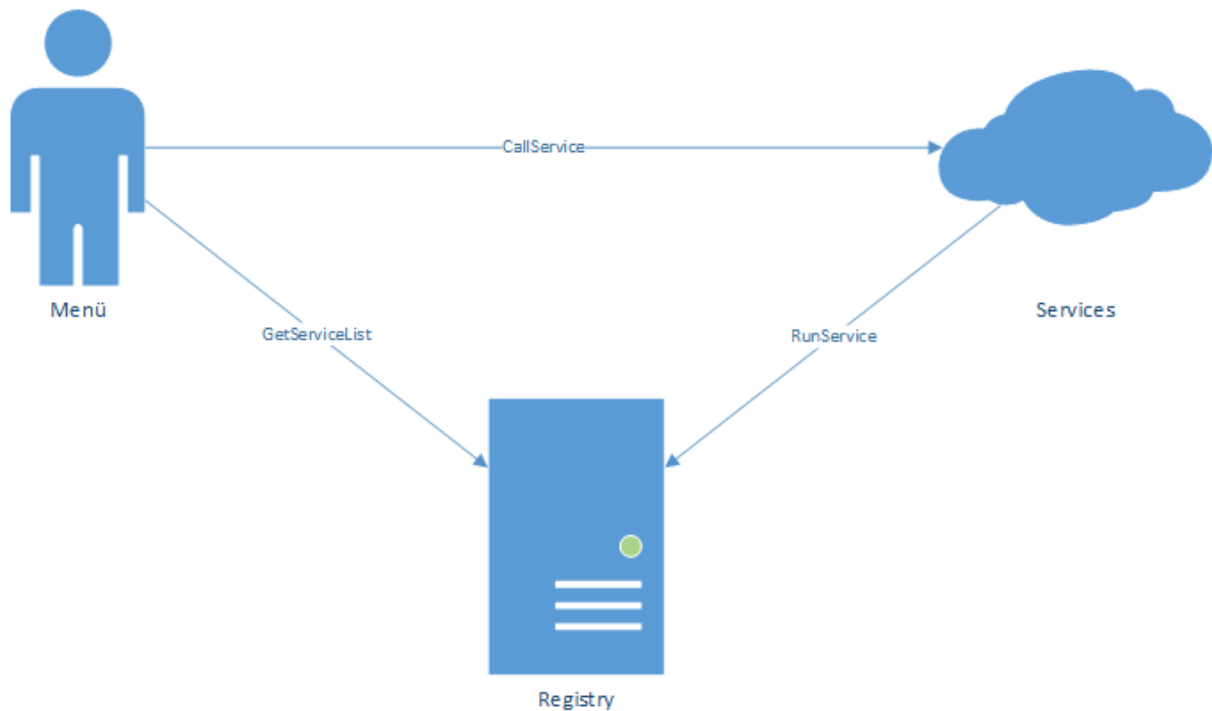 CallService
Menü
Services
GetServiceList
RunService
Registry